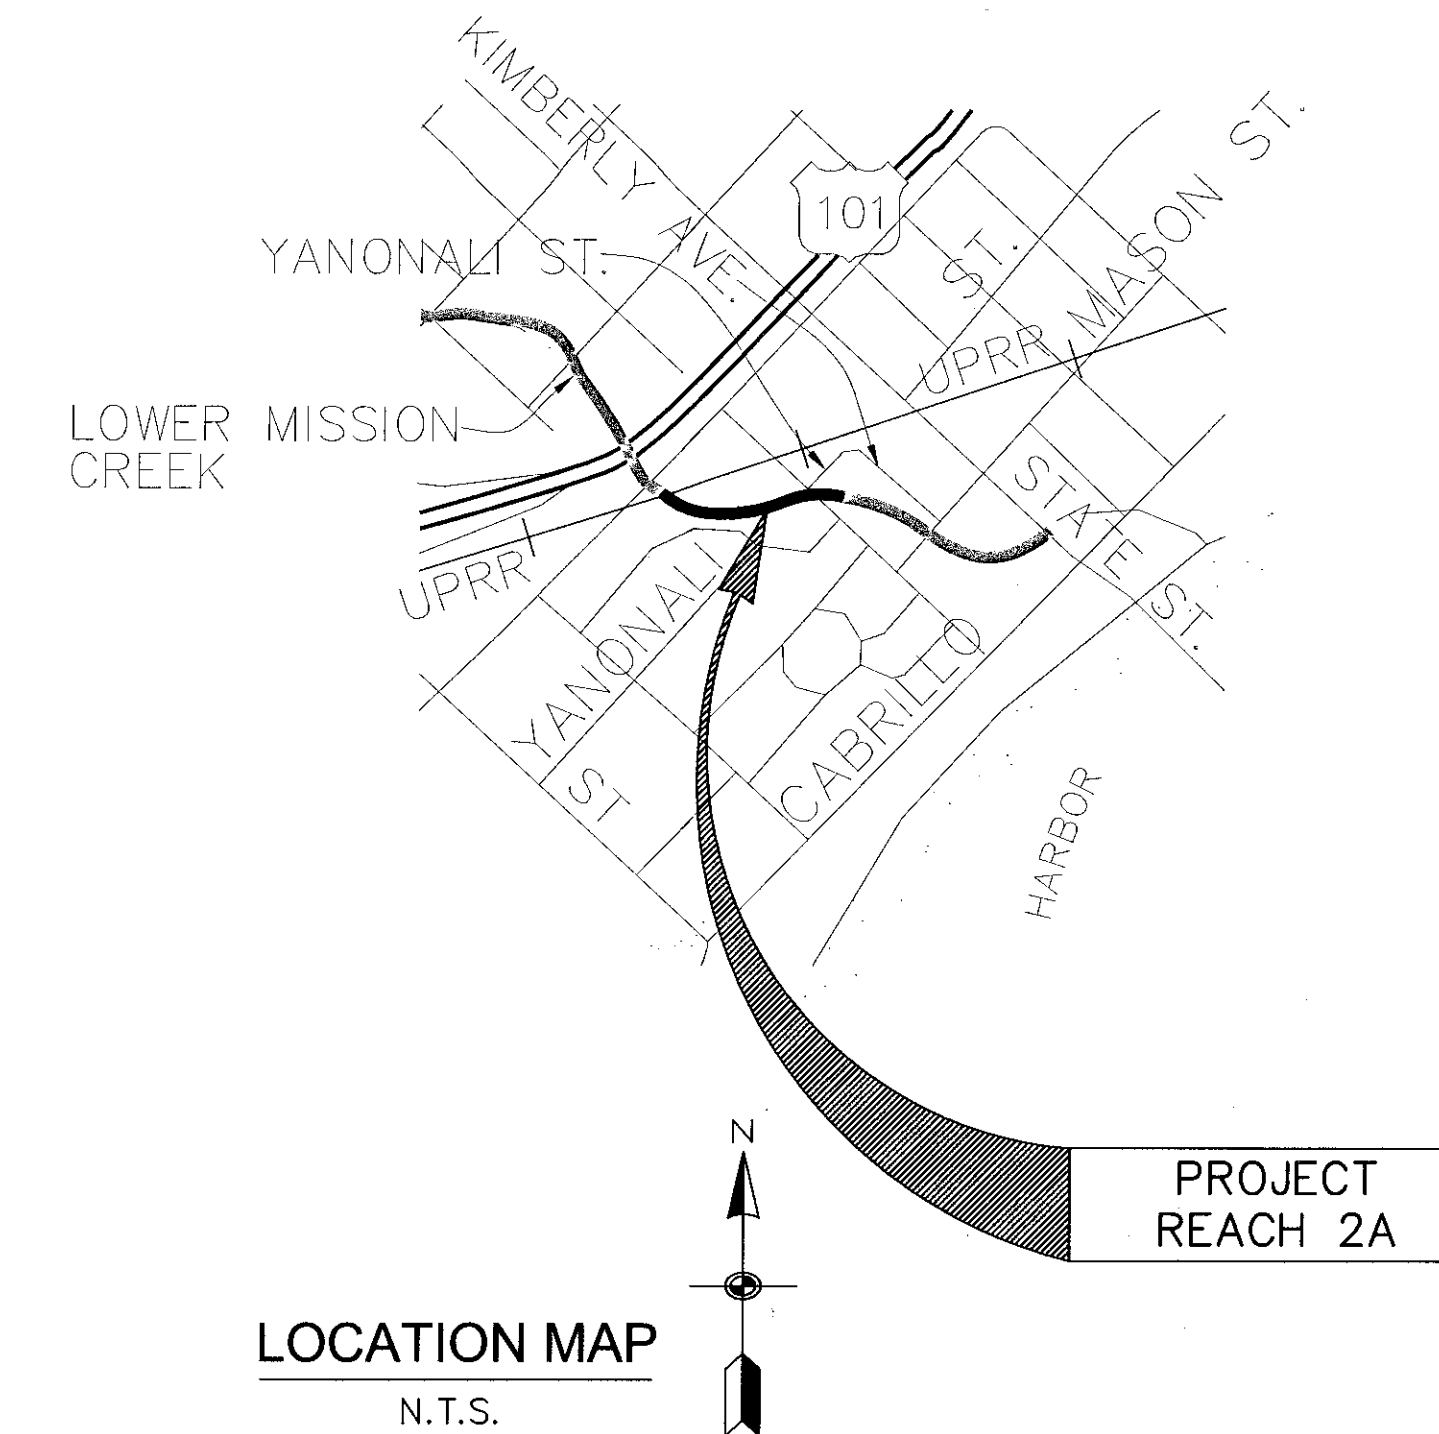 KIMBERLY AVE.
101
YANONALI ST.
ST.
MASON ST.
UPRR
LOWER MISSION
CREEK
STATE ST.
UPRR
YANONALI
ST
CABRILLO
HARBOR
N
PROJECT
REACH 2A
LOCATION MAP
N.T.S.